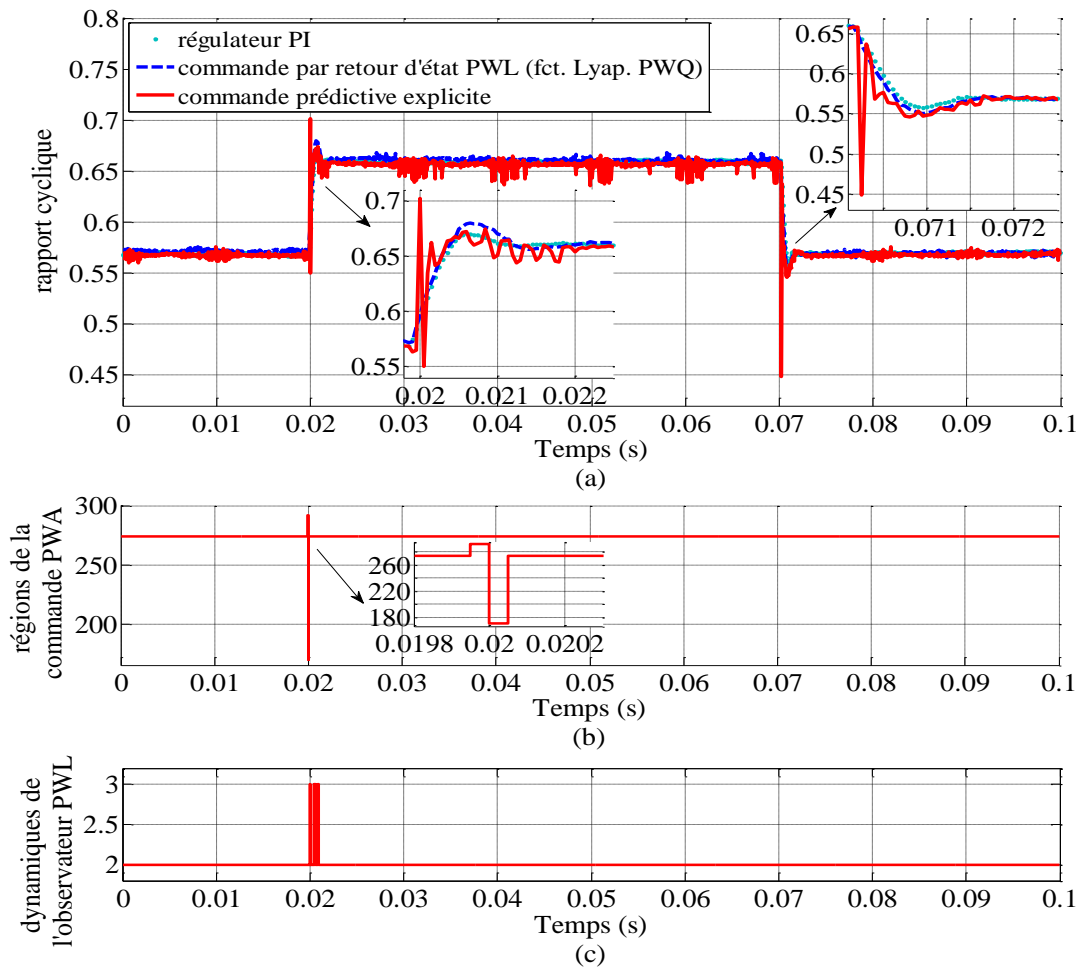 0.8
0.75
0.7
0.65
0.6
0.55
0.5
0.45
rapport cyclique
régulateur PI
commande par retour d'état PWL (fct. Lyap. PWQ)
commande prédictive explicite
0.65
0.6
0.55
0.5
0.45
0.071 0.072
0.7
0.65
0.6
0.55
0.02 0.021 0.022
0 0.01 0.02 0.03 0.04 0.05 0.06 0.07 0.08 0.09 0.1
Temps (s)
(a)
régions de la
commande PWA
300
250
200
260
220
180
0.0198 0.02 0.0202
0 0.01 0.02 0.03 0.04 0.05 0.06 0.07 0.08 0.09 0.1
Temps (s)
(b)
dynamiques de
l'observateur PWL
3
2.5
2
0 0.01 0.02 0.03 0.04 0.05 0.06 0.07 0.08 0.09 0.1
Temps (s)
(c)